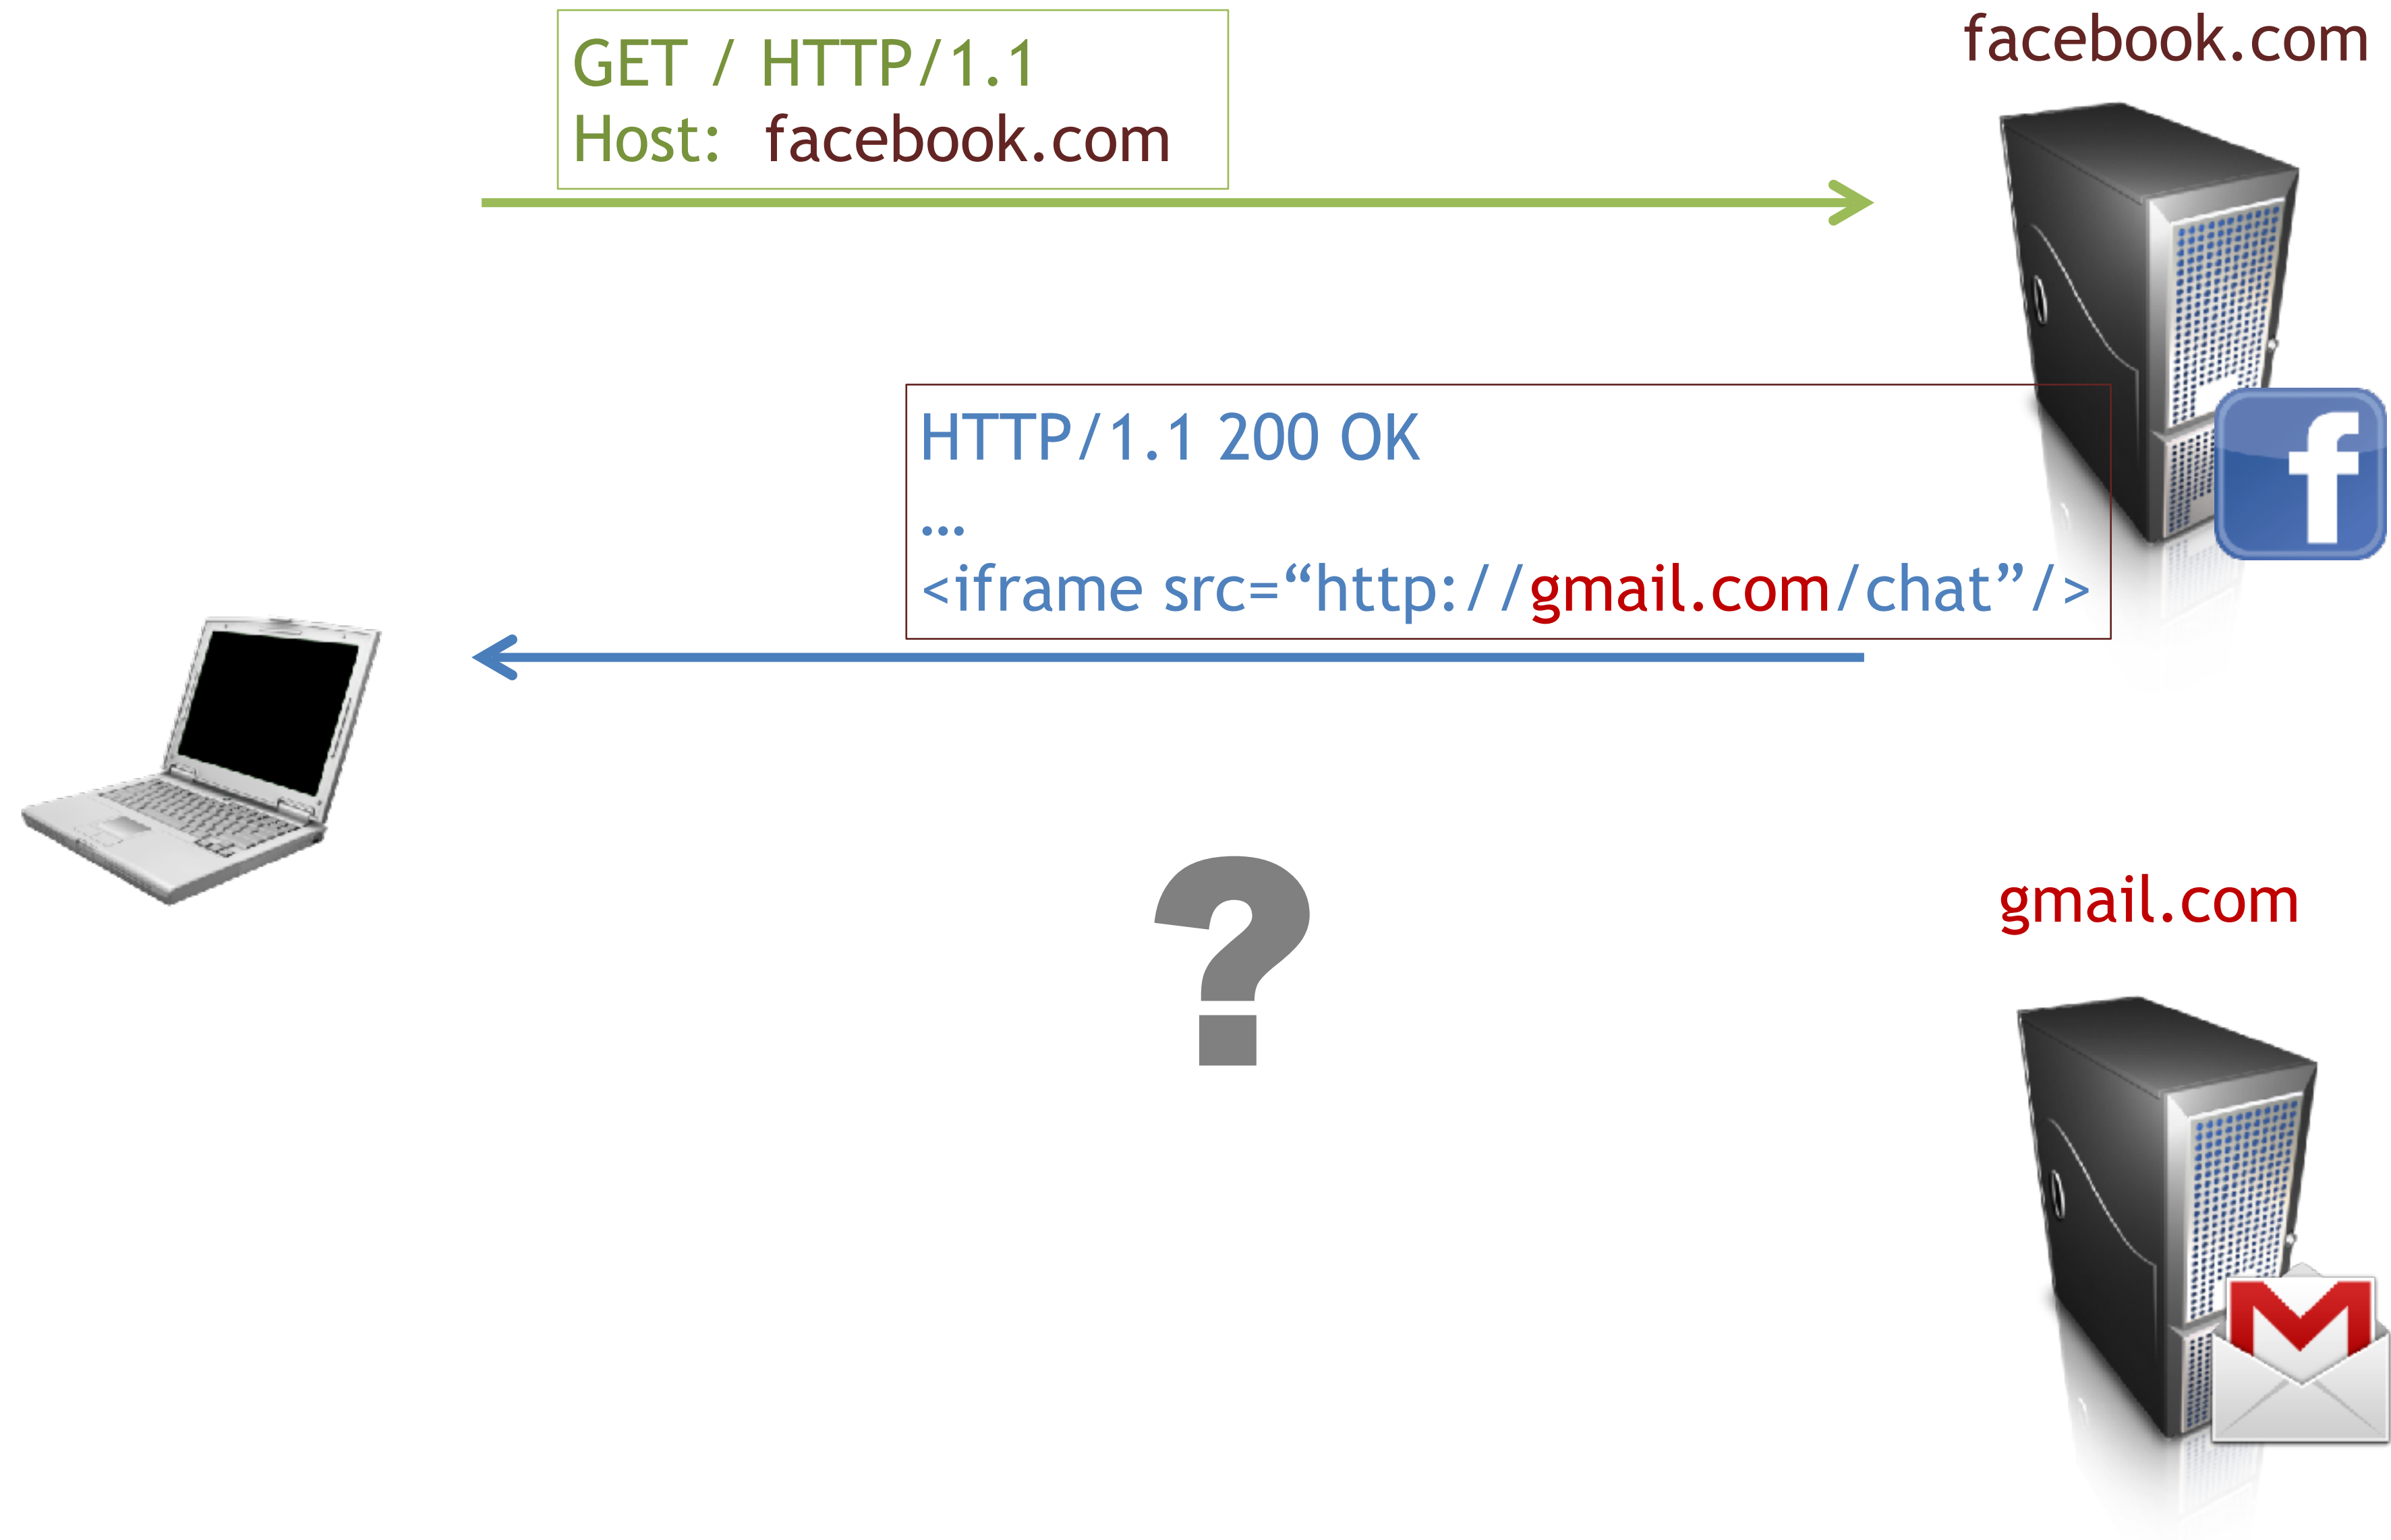 facebook.com
GET / HTTP/1.1
Host: facebook.com
HTTP/1.1 200 OK
…
<iframe src=“http://gmail.com/chat”/>
f
?
gmail.com
M